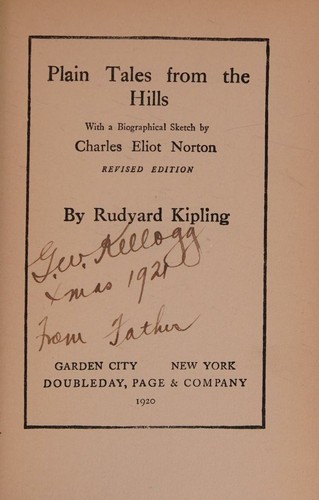 Plain Tales from the
Hills
With a Biographical Sketch by
Charles Eliot Norton
REVISED EDITION
By Rudyard Kipling
G.W. Kellogg
Xmas 1921
From Father
GARDEN CITY NEW YORK
DOUBLEDAY, PAGE & COMPANY
1920